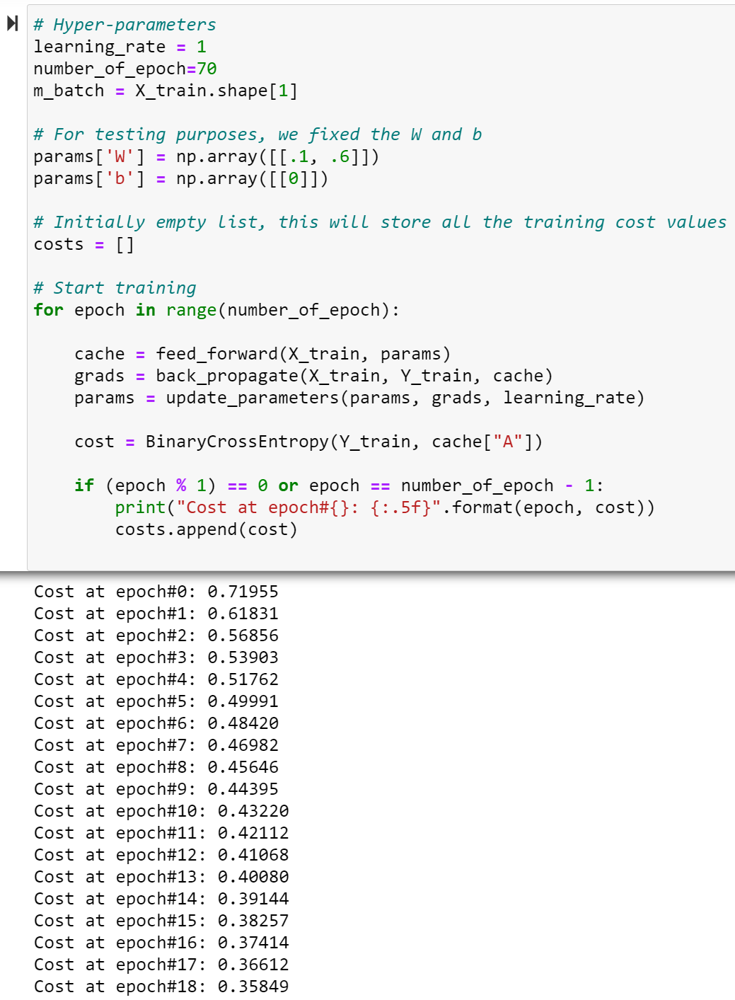 # Hyper-parameters
learning_rate = 1
number_of_epoch=70
m_batch = X_train.shape[1]

# For testing purposes, we fixed the W and b
params['W'] = np.array([[.1, .6]])
params['b'] = np.array([[0]])

# Initially empty list, this will store all the training cost values
costs = []

# Start training
for epoch in range(number_of_epoch):

    cache = feed_forward(X_train, params)
    grads = back_propagate(X_train, Y_train, cache)
    params = update_parameters(params, grads, learning_rate)

    cost = BinaryCrossEntropy(Y_train, cache["A"])

    if (epoch % 1) == 0 or epoch == number_of_epoch - 1:
        print("Cost at epoch#{}: {:.5f}".format(epoch, cost))
        costs.append(cost)

Cost at epoch#0: 0.71955
Cost at epoch#1: 0.61831
Cost at epoch#2: 0.56856
Cost at epoch#3: 0.53903
Cost at epoch#4: 0.51762
Cost at epoch#5: 0.49991
Cost at epoch#6: 0.48420
Cost at epoch#7: 0.46982
Cost at epoch#8: 0.45646
Cost at epoch#9: 0.44395
Cost at epoch#10: 0.43220
Cost at epoch#11: 0.42112
Cost at epoch#12: 0.41068
Cost at epoch#13: 0.40080
Cost at epoch#14: 0.39144
Cost at epoch#15: 0.38257
Cost at epoch#16: 0.37414
Cost at epoch#17: 0.36612
Cost at epoch#18: 0.35849